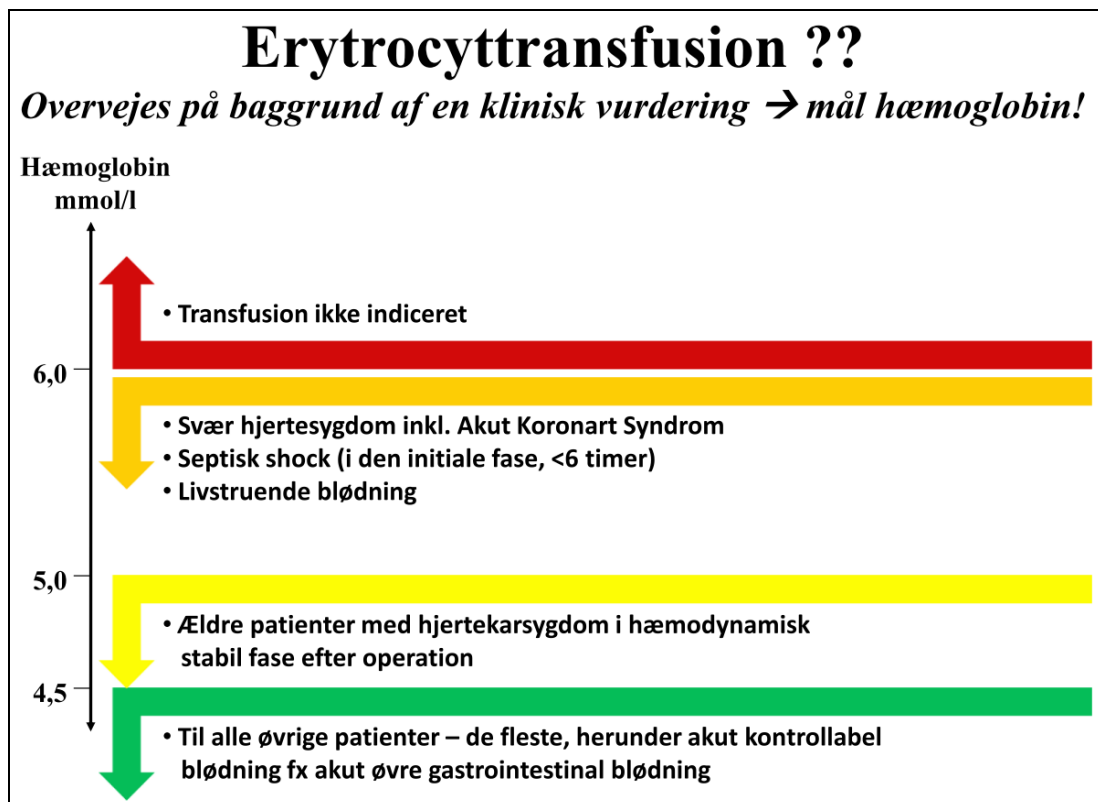 Erytrocyttransfusion ??
Overvejes på baggrund af en klinisk vurdering → mål hæmoglobin!
Hæmoglobin
mmol/l
• Transfusion ikke indiceret
6,0
• Svær hjertesygdom inkl. Akut Koronart Syndrom
• Septisk shock (i den initiale fase, <6 timer)
• Livstruende blødning
5,0
• Ældre patienter med hjertekarsygdom i hæmodynamisk
stabil fase efter operation
4,5
• Til alle øvrige patienter – de fleste, herunder akut kontrollabel
blødning fx akut øvre gastrointestinal blødning